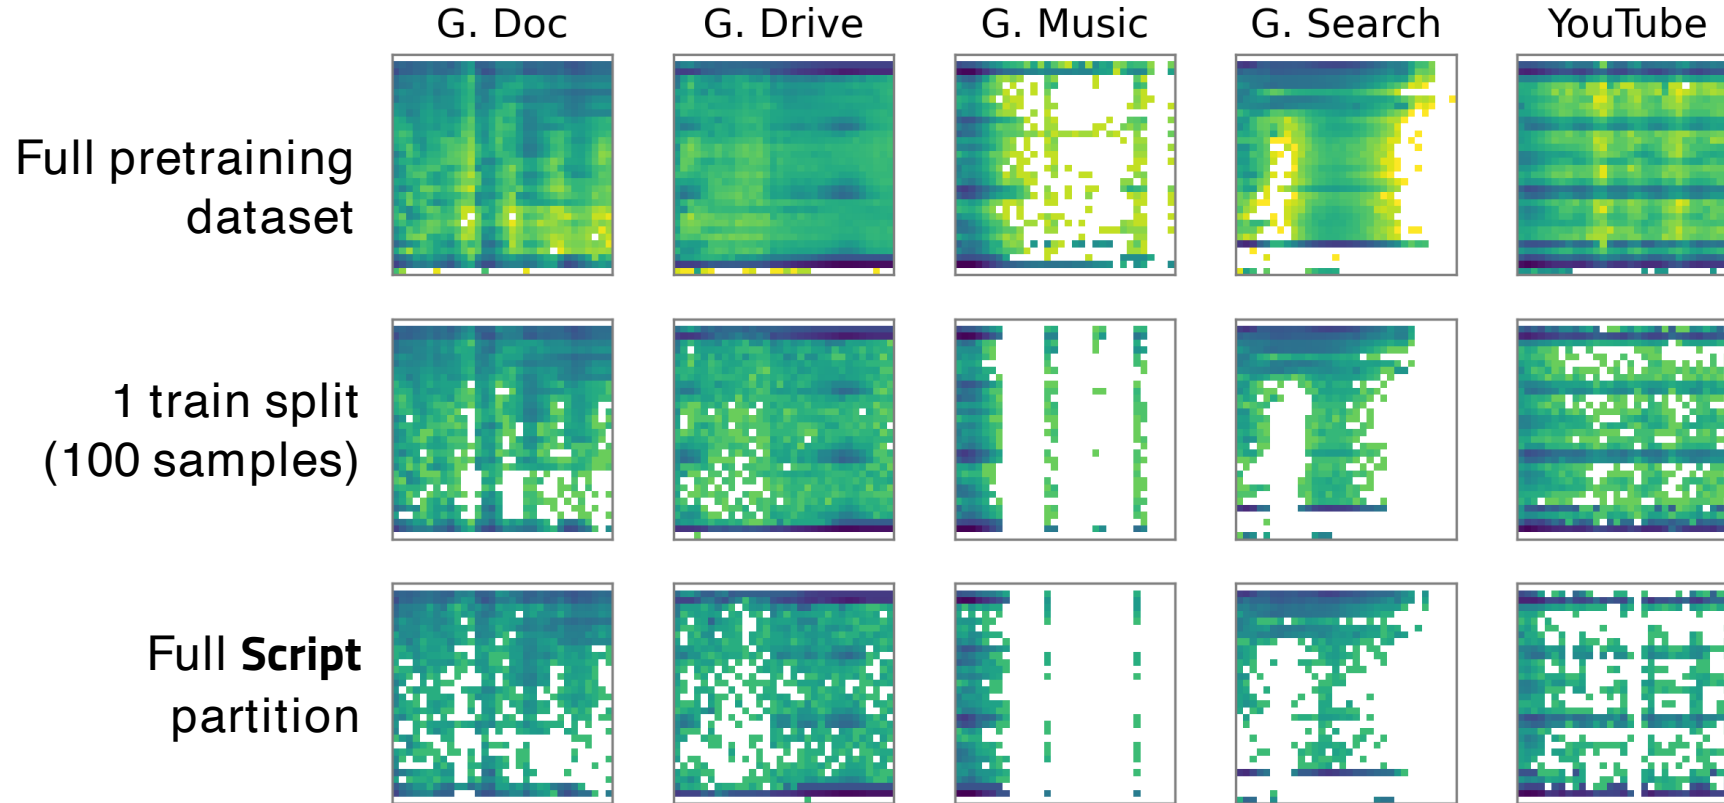 G. Doc G. Drive G. Music G. Search YouTube
Full pretraining
dataset
1 train split
(100 samples)
Full Script
partition